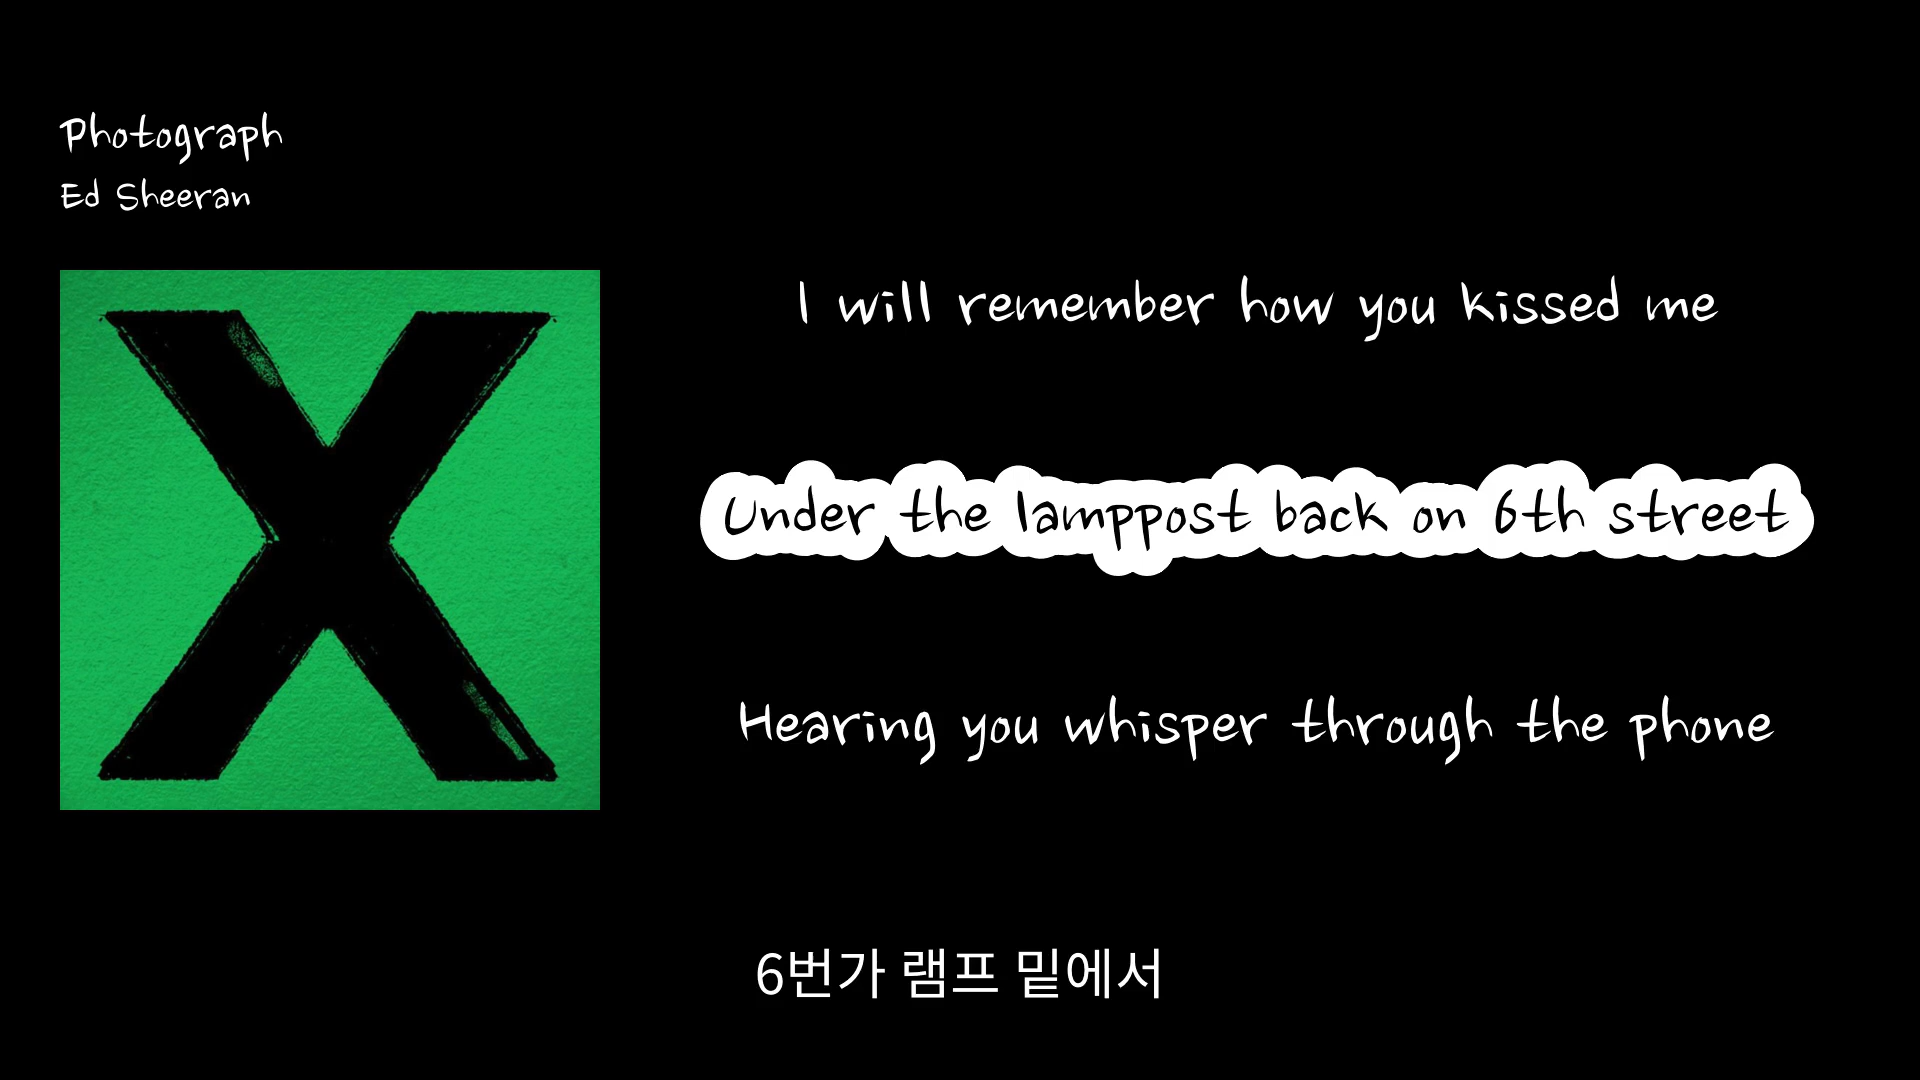 Photograph
Ed Sheeran
X
I will remember how you kissed me
Under the lamppost back on 6th street
Hearing you whisper through the phone
6번가 램프 밑에서